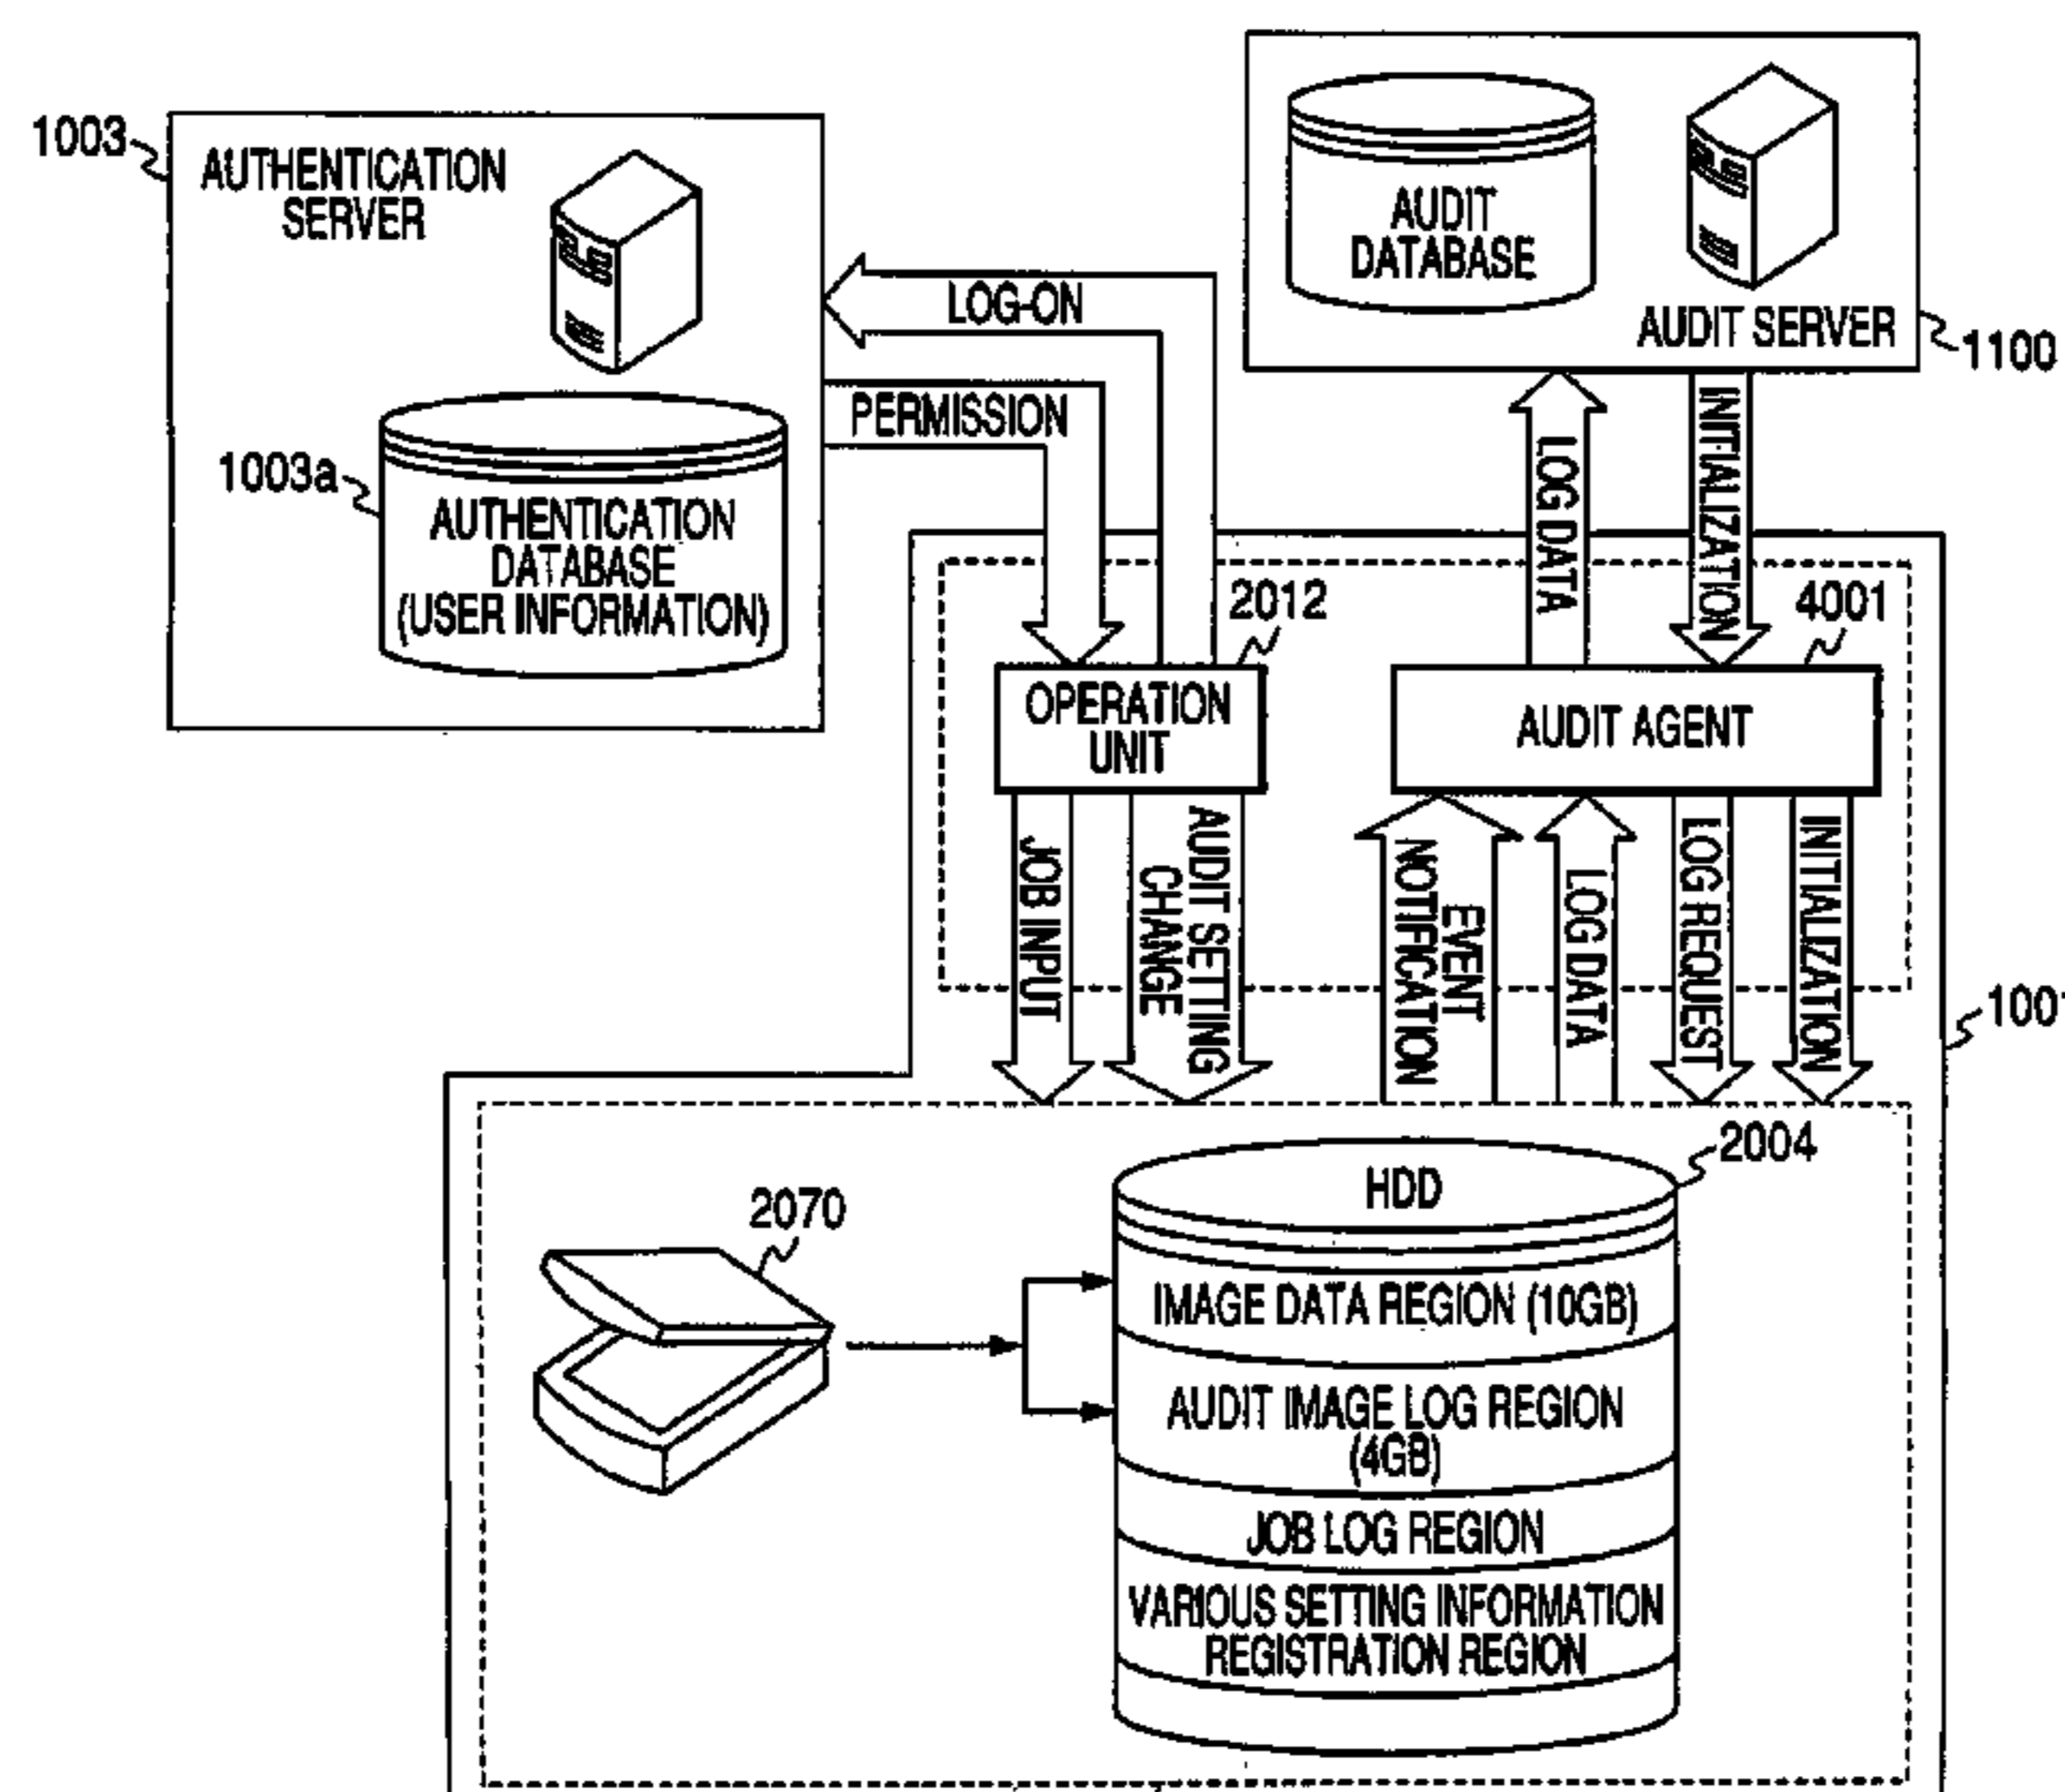 1003
AUTHENTICATION
SERVER
1003a
AUTHENTICATION
DATABASE
(USER INFORMATION)
LOG-ON
PERMISSION
AUDIT
DATABASE
AUDIT SERVER
1100
LOG DATA
INITIALIZATION
2012
4001
OPERATION
UNIT
AUDIT AGENT
JOB INPUT
AUDIT SETTING
CHANGE
EVENT
NOTIFICATION
LOG DATA
LOG REQUEST
INITIALIZATION
2004
2070
HDD
IMAGE DATA REGION (10GB)
AUDIT IMAGE LOG REGION
(4GB)
JOB LOG REGION
VARIOUS SETTING INFORMATION
REGISTRATION REGION